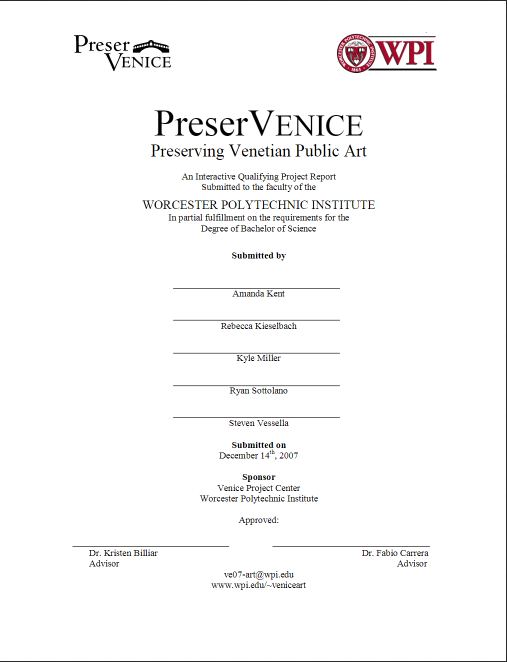 Preser
VENICE
WPI
PreserVENICE
Preserving Venetian Public Art
An Interactive Qualifying Project Report
Submitted to the faculty of the
WORCESTER POLYTECHNIC INSTITUTE
In partial fulfillment on the requirements for the
Degree of Bachelor of Science
Submitted by
Amanda Kent
Rebecca Kieselbach
Kyle Miller
Ryan Sottolano
Steven Vessella
Submitted on
December 14th, 2007
Sponsor
Venice Project Center
Worcester Polytechnic Institute
Approved:
Dr. Kristen Billiar Dr. Fabio Carrera
Advisor Advisor
ve07-art@wpi.edu
www.wpi.edu/~veniceart